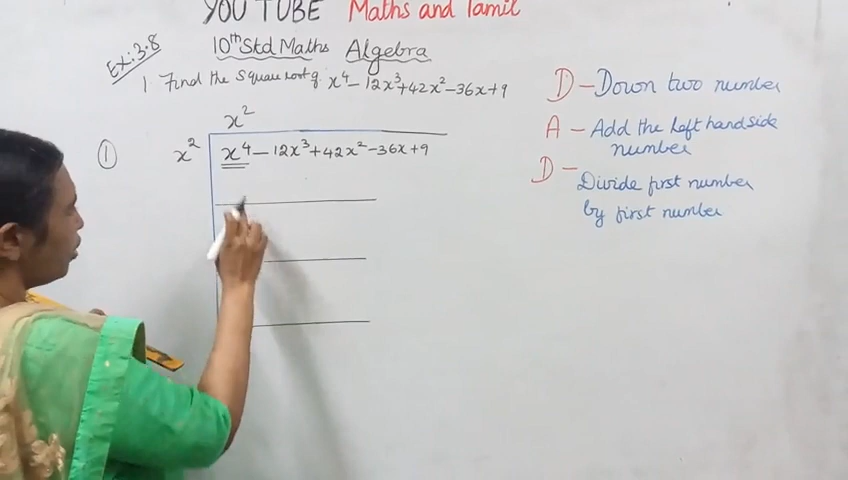 YOU TUBE Maths and Tamil
Ex: 3.8
10th Std Maths Algebra
1 Find the square root of x⁴ - 12x³ + 42x² - 36x + 9
D - Down two number
A - Add the left hand side
number
D - Divide first number
by first number
x²
① x² x⁴ - 12x³ + 42x² - 36x + 9